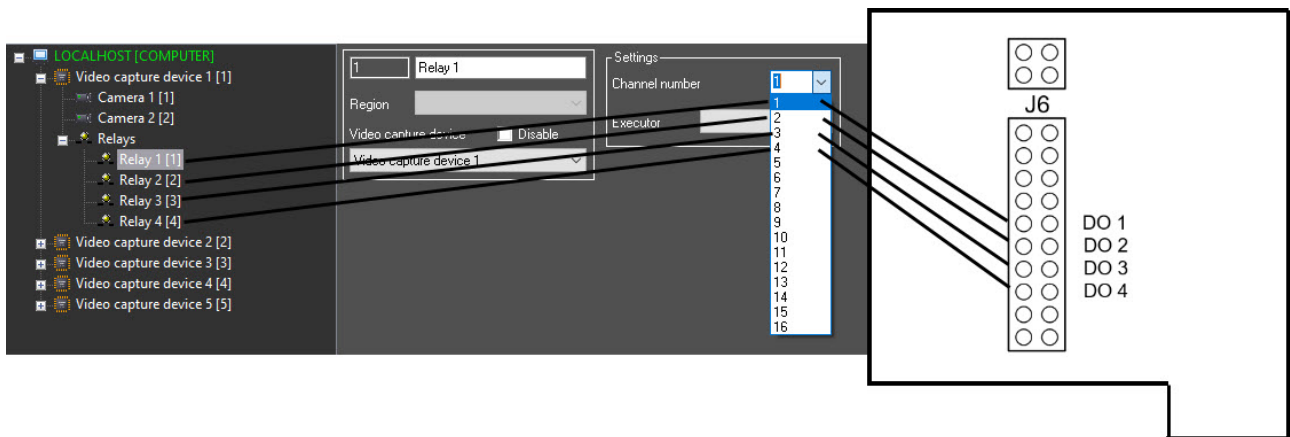 LOCALHOST [COMPUTER]
Video capture device 1 [1]
Camera 1 [1]
Camera 2 [2]
Relays
Relay 1 [1]
Relay 2 [2]
Relay 3 [3]
Relay 4 [4]
Video capture device 2 [2]
Video capture device 3 [3]
Video capture device 4 [4]
Video capture device 5 [5]
1
Relay 1
Region
Video capture device
Disable
Video capture device 1
Settings
Channel number
1
Executor
1
2
3
4
5
6
7
8
9
10
11
12
13
14
15
16
J6
DO 1
DO 2
DO 3
DO 4